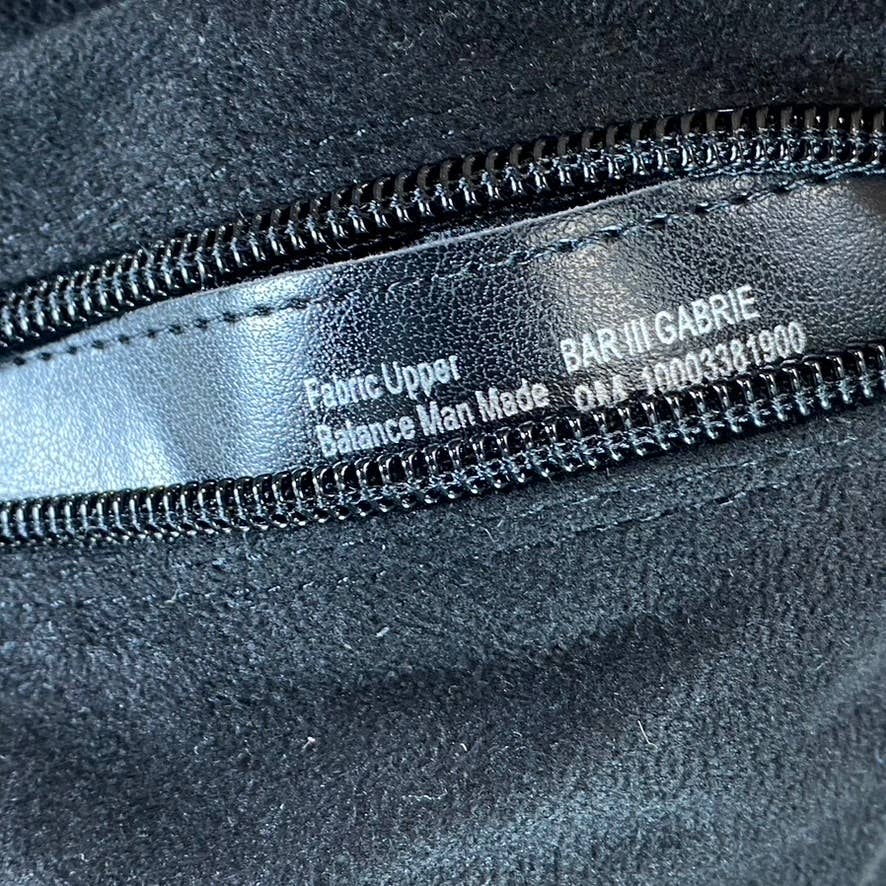 Fabric Upper
Balance Man Made
BAR III GABRIE
10003381900